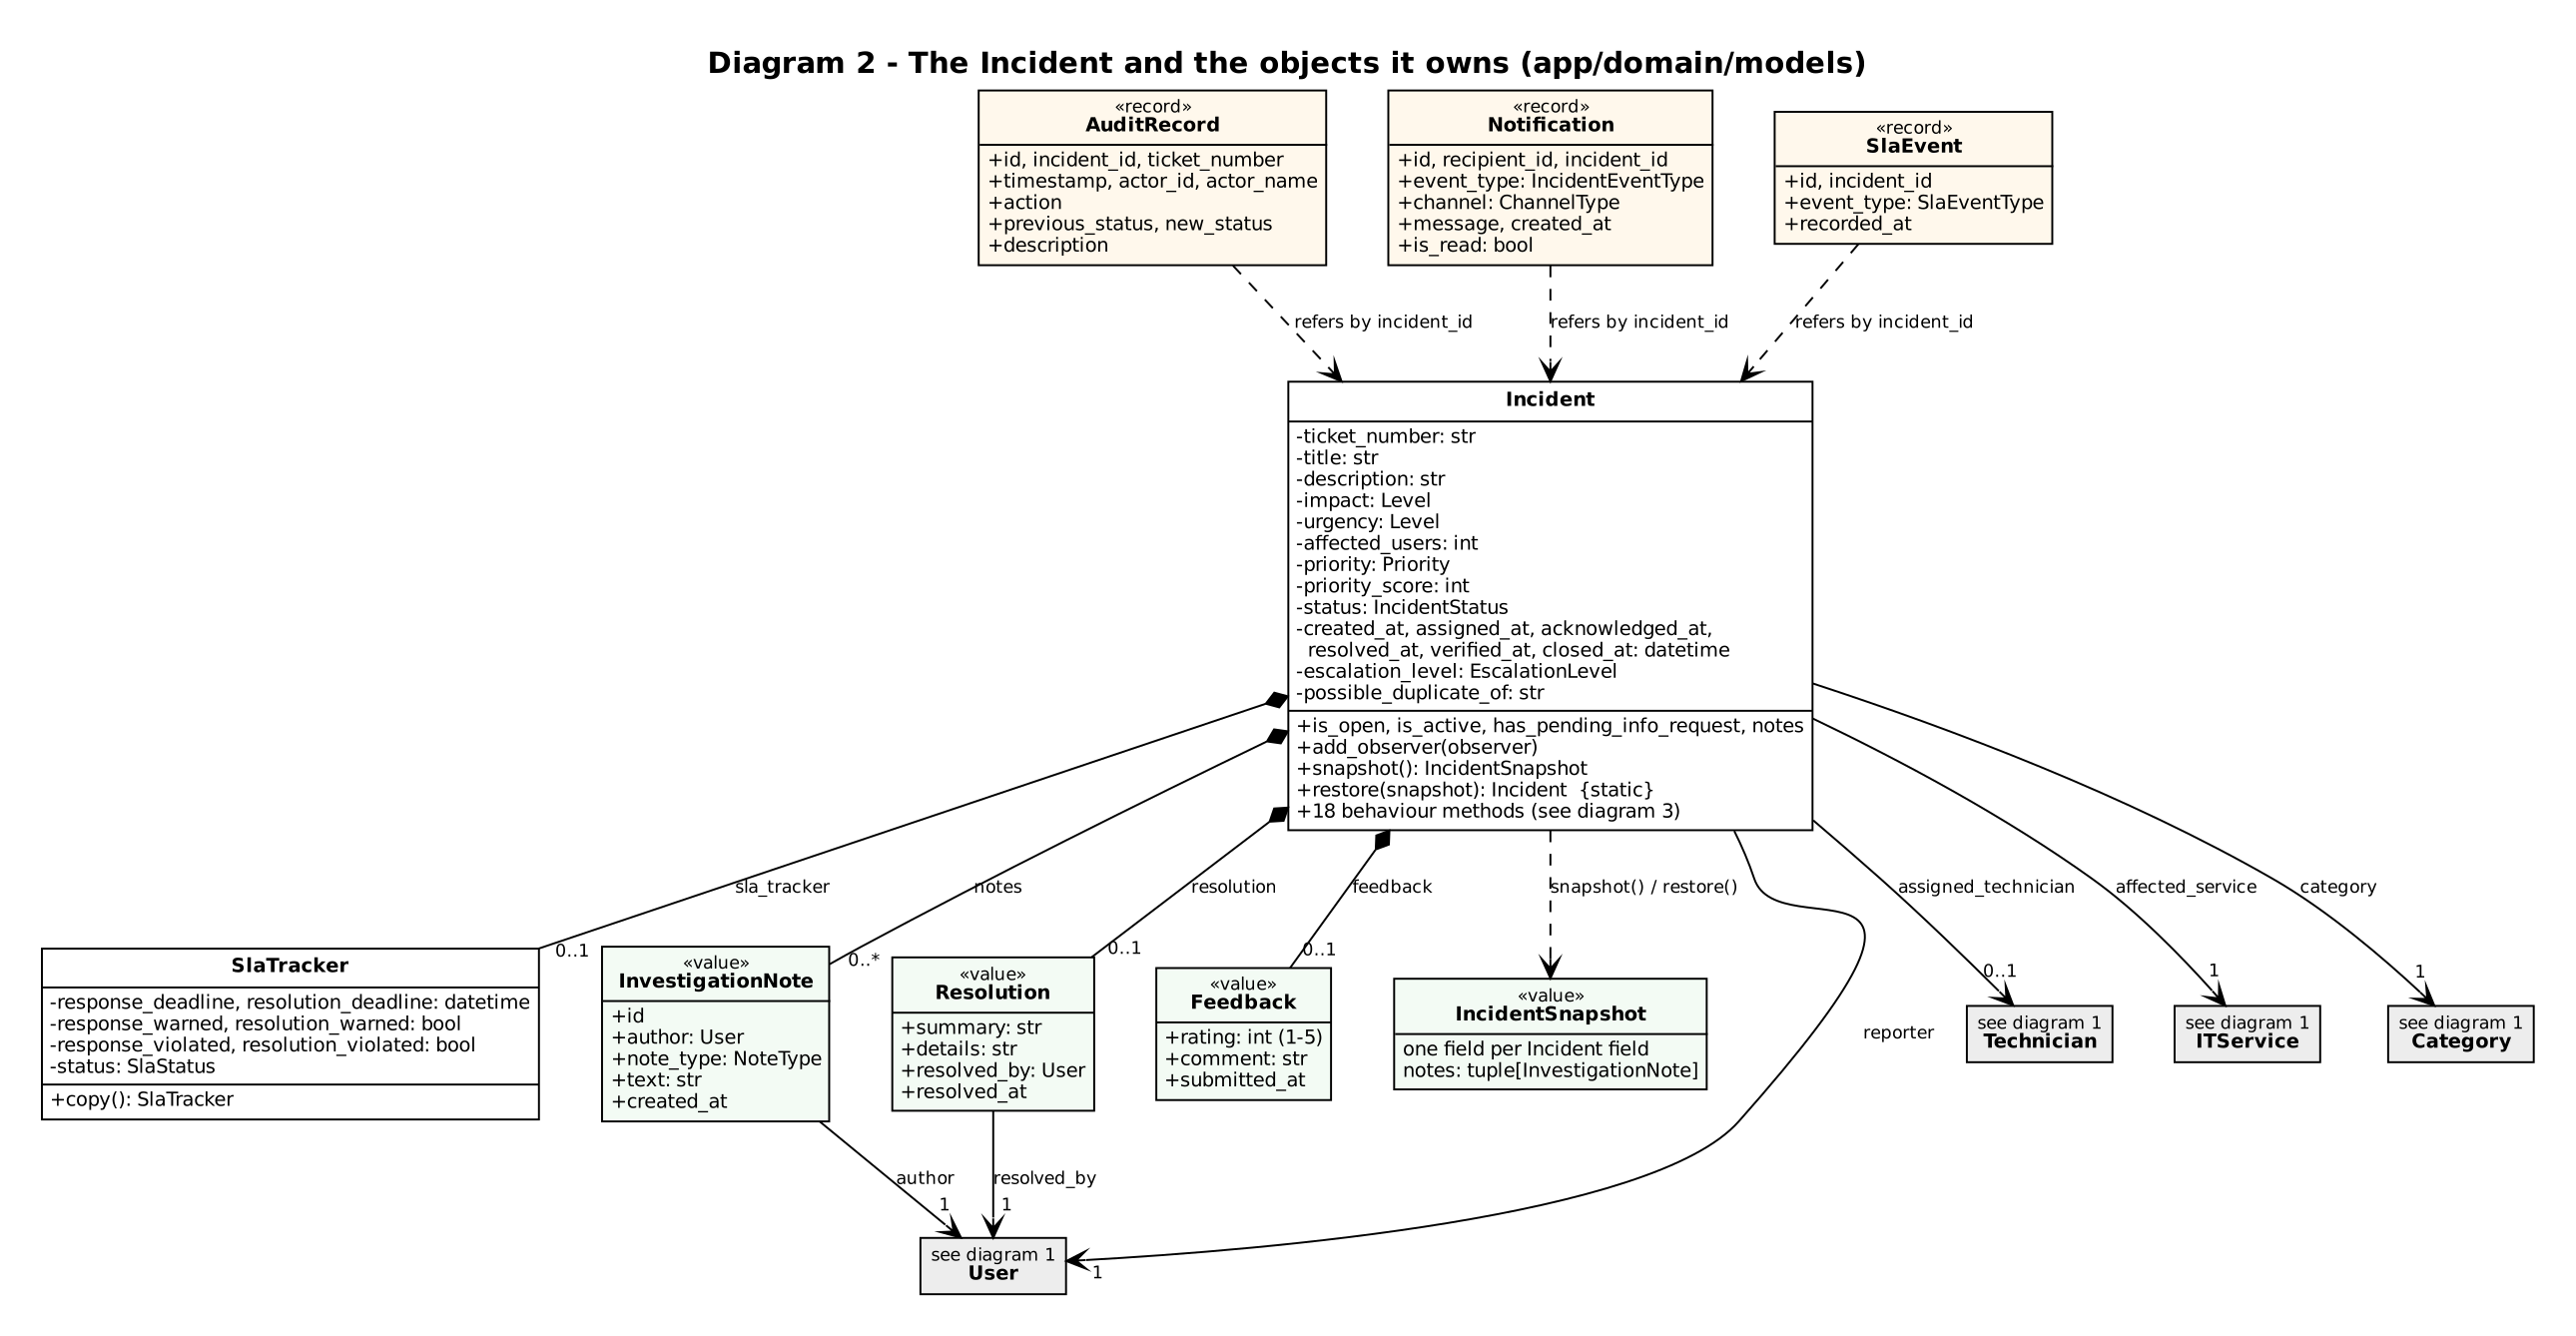 Diagram 2 - The Incident and the objects it owns (app/domain/models)
«record»
AuditRecord
+id, incident_id, ticket_number
+timestamp, actor_id, actor_name
+action
+previous_status, new_status
+description
«record»
Notification
+id, recipient_id, incident_id
+event_type: IncidentEventType
+channel: ChannelType
+message, created_at
+is_read: bool
«record»
SlaEvent
+id, incident_id
+event_type: SlaEventType
+recorded_at
refers by incident_id
refers by incident_id
refers by incident_id
Incident
-ticket_number: str
-title: str
-description: str
-impact: Level
-urgency: Level
-affected_users: int
-priority: Priority
-priority_score: int
-status: IncidentStatus
-created_at, assigned_at, acknowledged_at,
resolved_at, verified_at, closed_at: datetime
-escalation_level: EscalationLevel
-possible_duplicate_of: str
+is_open, is_active, has_pending_info_request, notes
+add_observer(observer)
+snapshot(): IncidentSnapshot
+restore(snapshot): Incident {static}
+18 behaviour methods (see diagram 3)
sla_tracker
notes
resolution
feedback
snapshot() / restore()
assigned_technician
affected_service
category
0..1
0..*
0..1
0..1
0..1
1
1
SlaTracker
-response_deadline, resolution_deadline: datetime
-response_warned, resolution_warned: bool
-response_violated, resolution_violated: bool
-status: SlaStatus
+copy(): SlaTracker
«value»
InvestigationNote
+id
+author: User
+note_type: NoteType
+text: str
+created_at
«value»
Resolution
+summary: str
+details: str
+resolved_by: User
+resolved_at
«value»
Feedback
+rating: int (1-5)
+comment: str
+submitted_at
«value»
IncidentSnapshot
one field per Incident field
notes: tuple[InvestigationNote]
reporter
see diagram 1
Technician
see diagram 1
ITService
see diagram 1
Category
author
resolved_by
1
1
see diagram 1
User
1